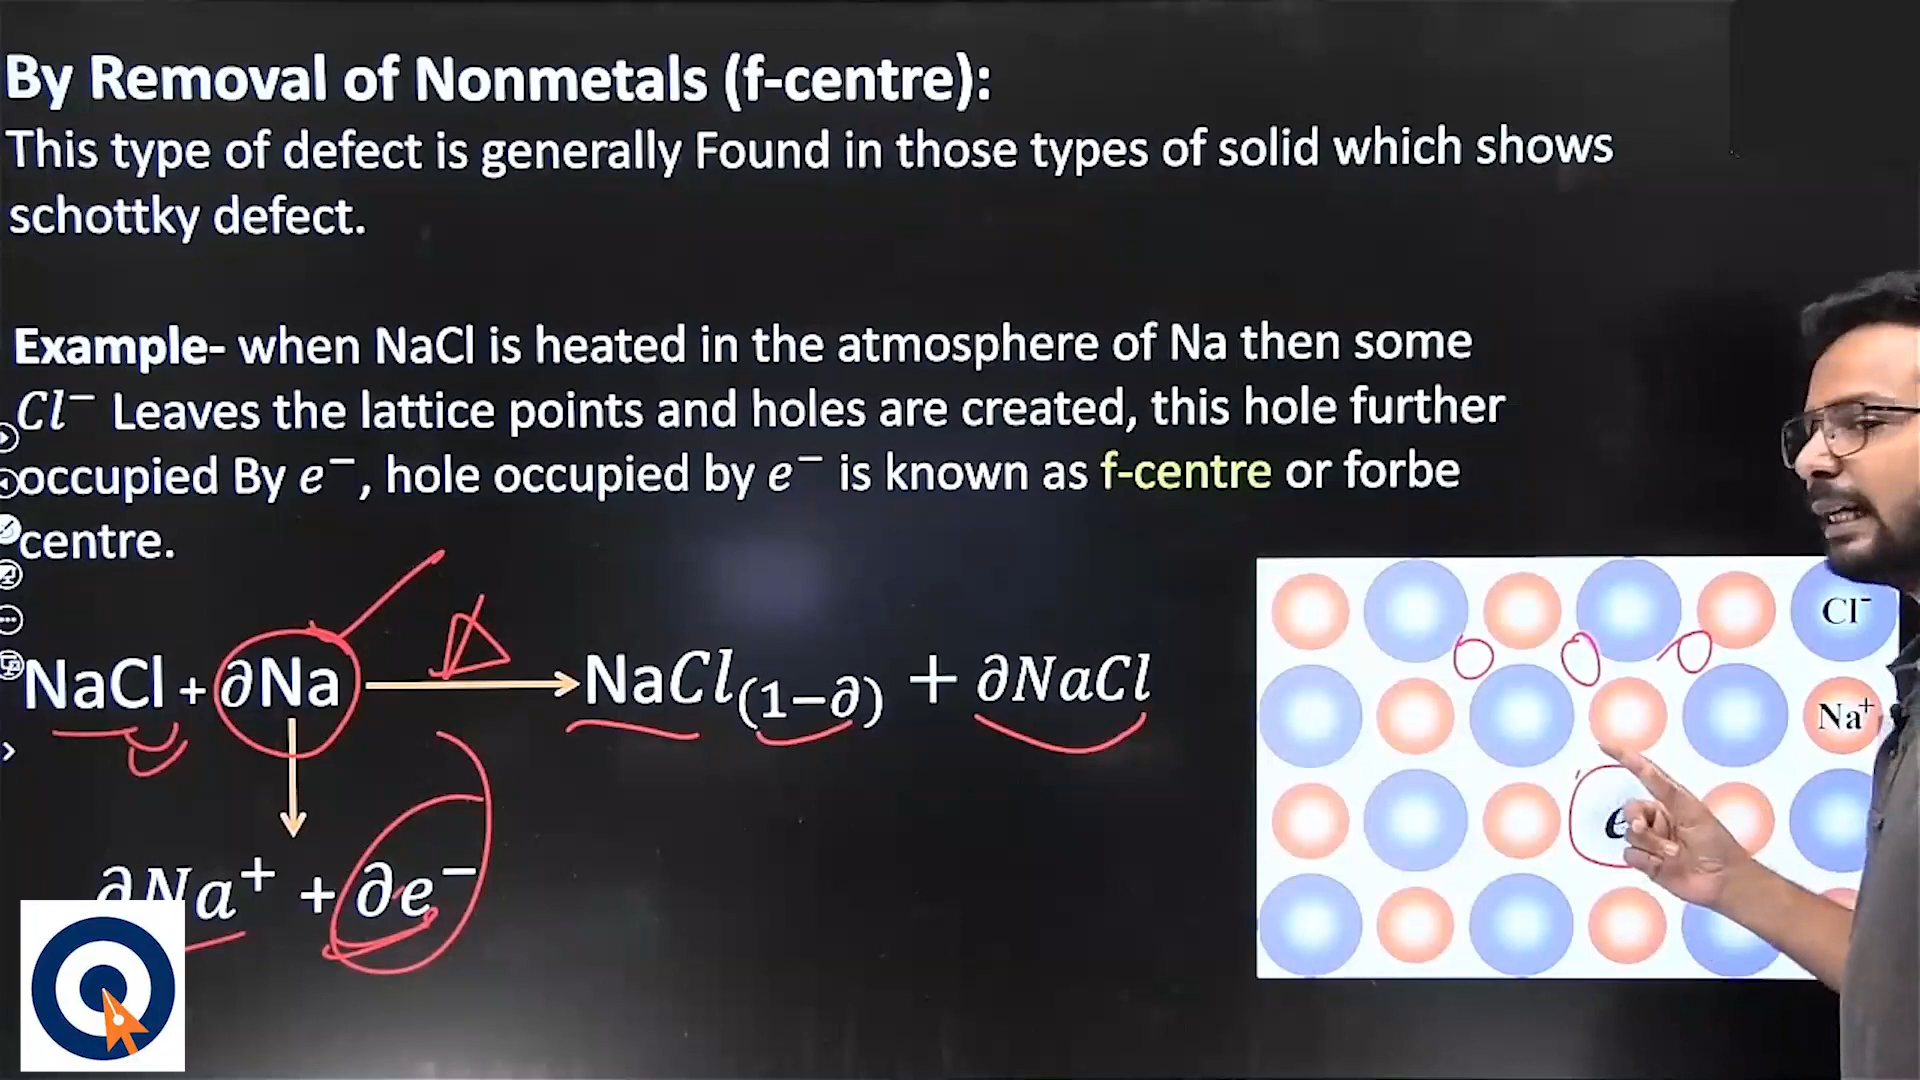 By Removal of Nonmetals (f-centre):
This type of defect is generally Found in those types of solid which shows
schottky defect.
Example- when NaCl is heated in the atmosphere of Na then some
Cl⁻ Leaves the lattice points and holes are created, this hole further
occupied By e⁻, hole occupied by e⁻ is known as f-centre or forbe
centre.
NaCl + ∂Na → NaCl(1−∂) + ∂NaCl
∂Na⁺ + ∂e⁻
Cl⁻
Na⁺
e